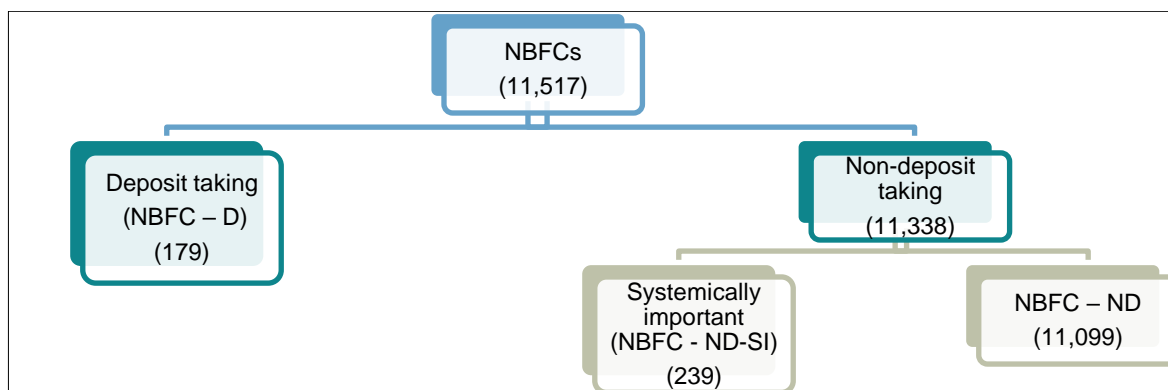 NBFCs
(11,517)
Deposit taking
(NBFC – D)
(179)
Non-deposit
taking
(11,338)
Systemically
important
(NBFC - ND-SI)
(239)
NBFC – ND
(11,099)